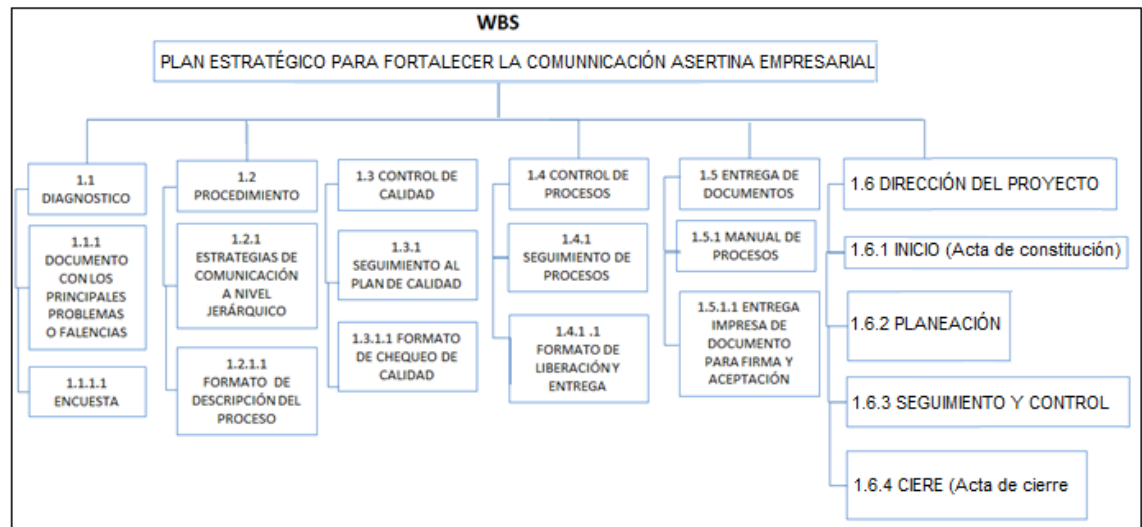 WBS
PLAN ESTRATÉGICO PARA FORTALECER LA COMUNNICACIÓN ASERTINA EMPRESARIAL
1.1
DIAGNOSTICO
1.1.1
DOCUMENTO
CON LOS
PRINCIPALES
PROBLEMAS
O FALENCIAS
1.1.1.1
ENCUESTA
1.2
PROCEDIMIENTO
1.2.1
ESTRATEGIAS DE
COMUNICACIÓN
A NIVEL
JERÁRQUICO
1.2.1.1
FORMATO DE
DESCRIPCIÓN DEL
PROCESO
1.3 CONTROL DE
CALIDAD
1.3.1
SEGUIMIENTO AL
PLAN DE CALIDAD
1.3.1.1 FORMATO
DE CHEQUEO DE
CALIDAD
1.4 CONTROL DE
PROCESOS
1.4.1
SEGUIMIENTO DE
PROCESOS
1.4.1 .1
FORMATO DE
LIBERACIÓN Y
ENTREGA
1.5 ENTREGA DE
DOCUMENTOS
1.5.1 MANUAL DE
PROCESOS
1.5.1.1 ENTREGA
IMPRESA DE
DOCUMENTO
PARA FIRMA Y
ACEPTACIÓN
1.6 DIRECCIÓN DEL PROYECTO
1.6.1 INICIO (Acta de constitución)
1.6.2 PLANEACIÓN
1.6.3 SEGUIMIENTO Y CONTROL
1.6.4 CIERE (Acta de cierre